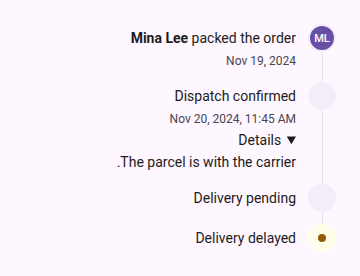 Mina Lee packed the order
ML
Nov 19, 2024
Dispatch confirmed
Nov 20, 2024, 11:45 AM
Details ▼
.The parcel is with the carrier
Delivery pending
Delivery delayed